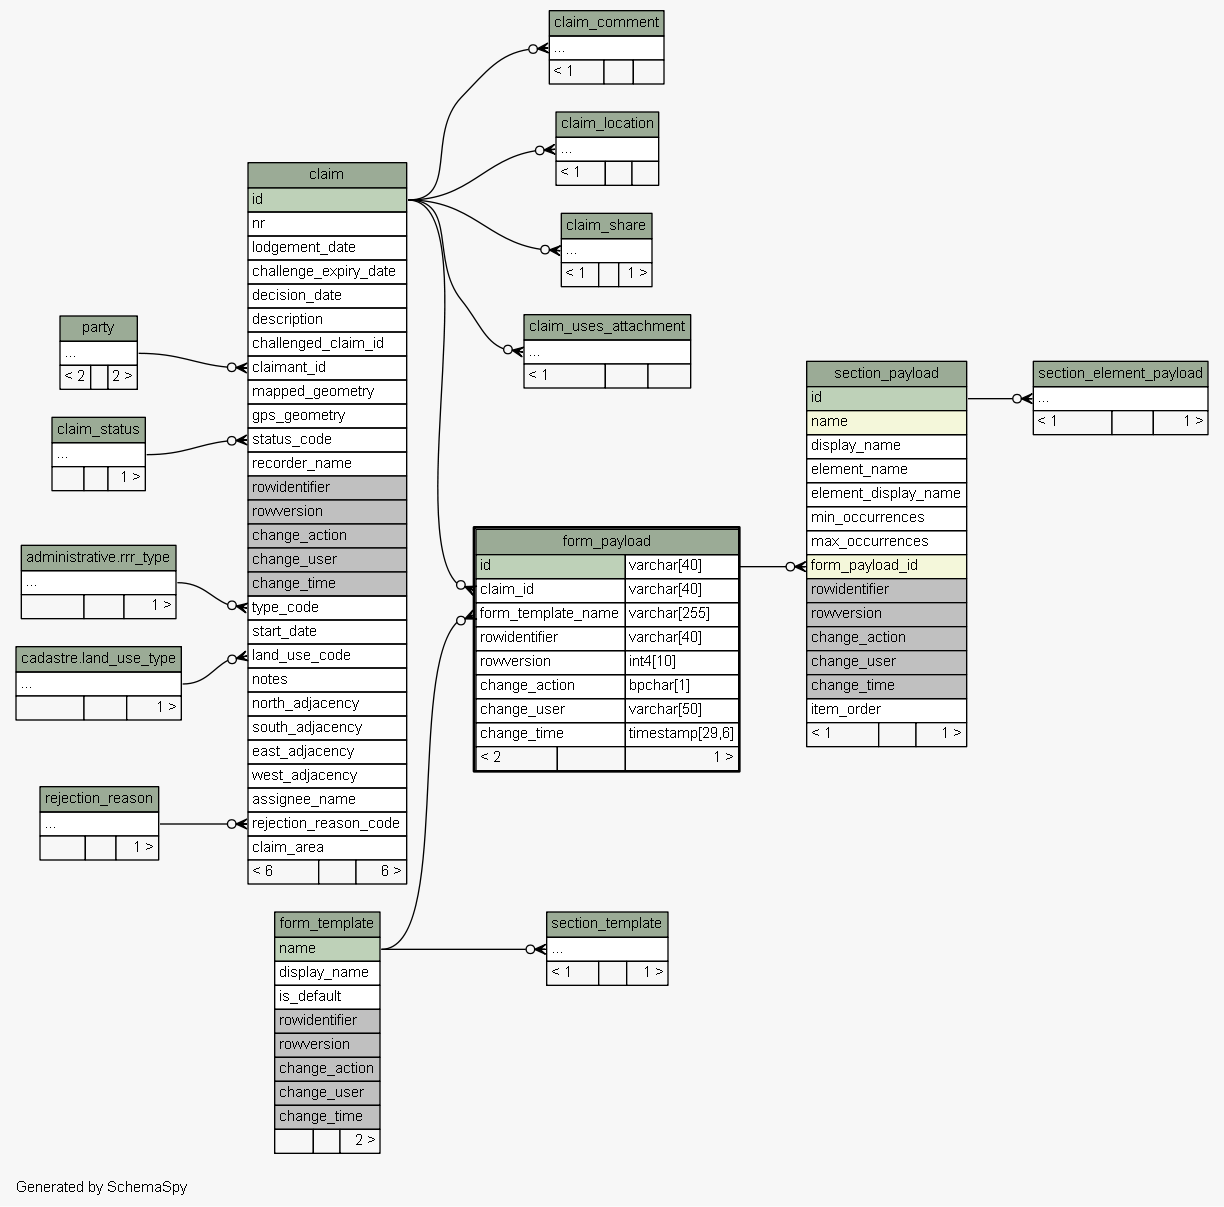 claim_comment
...
< 1
claim_location
...
< 1
claim_share
...
< 1 1 >
claim_uses_attachment
...
< 1
claim
id
nr
lodgement_date
challenge_expiry_date
decision_date
description
challenged_claim_id
claimant_id
mapped_geometry
gps_geometry
status_code
recorder_name
rowidentifier
rowversion
change_action
change_user
change_time
type_code
start_date
land_use_code
notes
north_adjacency
south_adjacency
east_adjacency
west_adjacency
assignee_name
rejection_reason_code
claim_area
< 6 6 >
party
...
< 2 2 >
claim_status
...
1 >
administrative.rrr_type
...
1 >
cadastre.land_use_type
...
1 >
rejection_reason
...
1 >
form_payload
id varchar[40]
claim_id varchar[40]
form_template_name varchar[255]
rowidentifier varchar[40]
rowversion int4[10]
change_action bpchar[1]
change_user varchar[50]
change_time timestamp[29,6]
< 2 1 >
section_payload
id
name
display_name
element_name
element_display_name
min_occurrences
max_occurrences
form_payload_id
rowidentifier
rowversion
change_action
change_user
change_time
item_order
< 1 1 >
section_element_payload
...
< 1 1 >
form_template
name
display_name
is_default
rowidentifier
rowversion
change_action
change_user
change_time
2 >
section_template
...
< 1 1 >
Generated by SchemaSpy